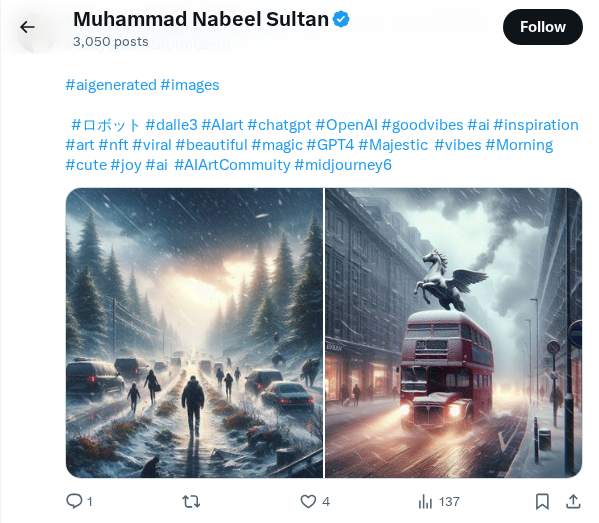 Muhammad Nabeel Sultan
3,050 posts
Follow
#aigenerated #images
#ロボット #dalle3 #AIart #chatgpt #OpenAI #goodvibes #ai #inspiration
#art #nft #viral #beautiful #magic #GPT4 #Majestic #vibes #Morning
#cute #joy #ai #AIArtCommuity #midjourney6
1
4
137